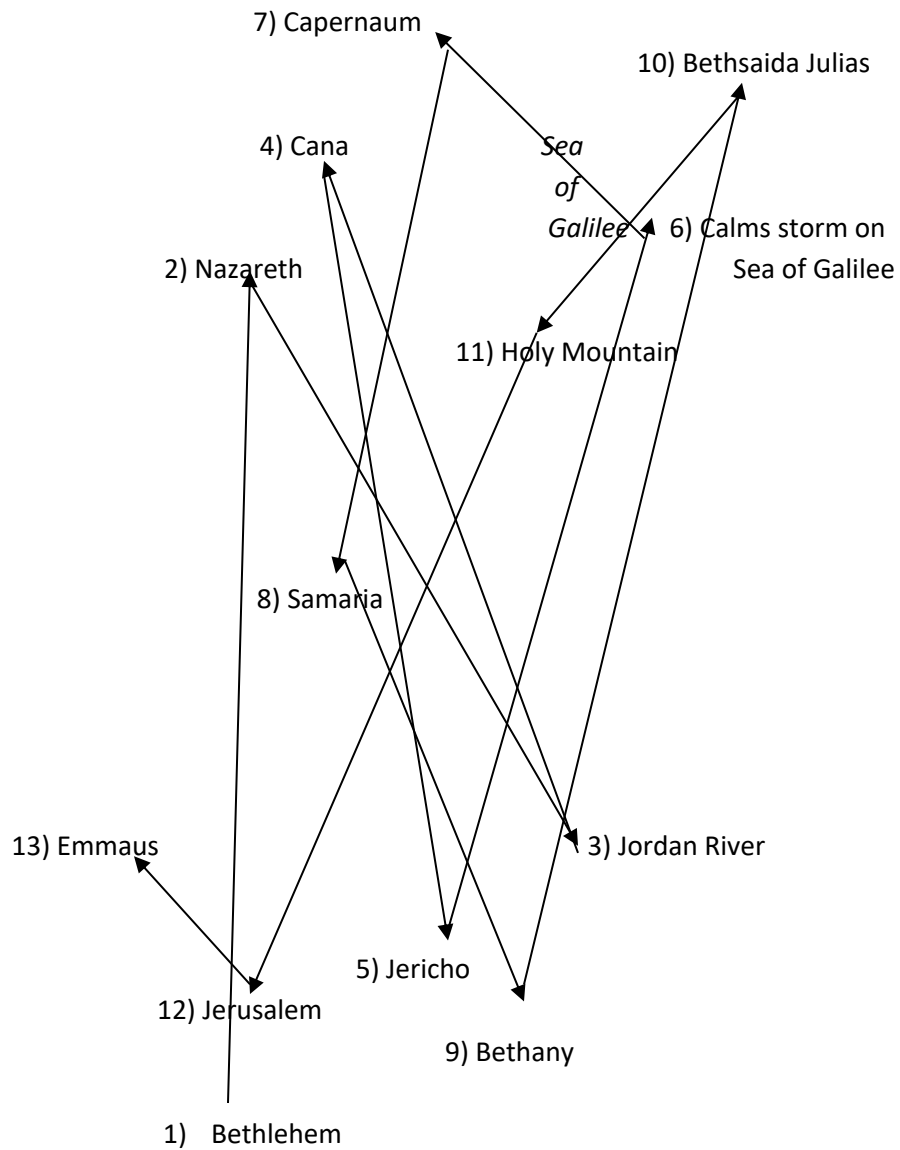 7) Capernaum
10) Bethsaida Julias
4) Cana
Sea
of
Galilee
6) Calms storm on
Sea of Galilee
2) Nazareth
11) Holy Mountain
8) Samaria
13) Emmaus
3) Jordan River
5) Jericho
12) Jerusalem
9) Bethany
1) Bethlehem